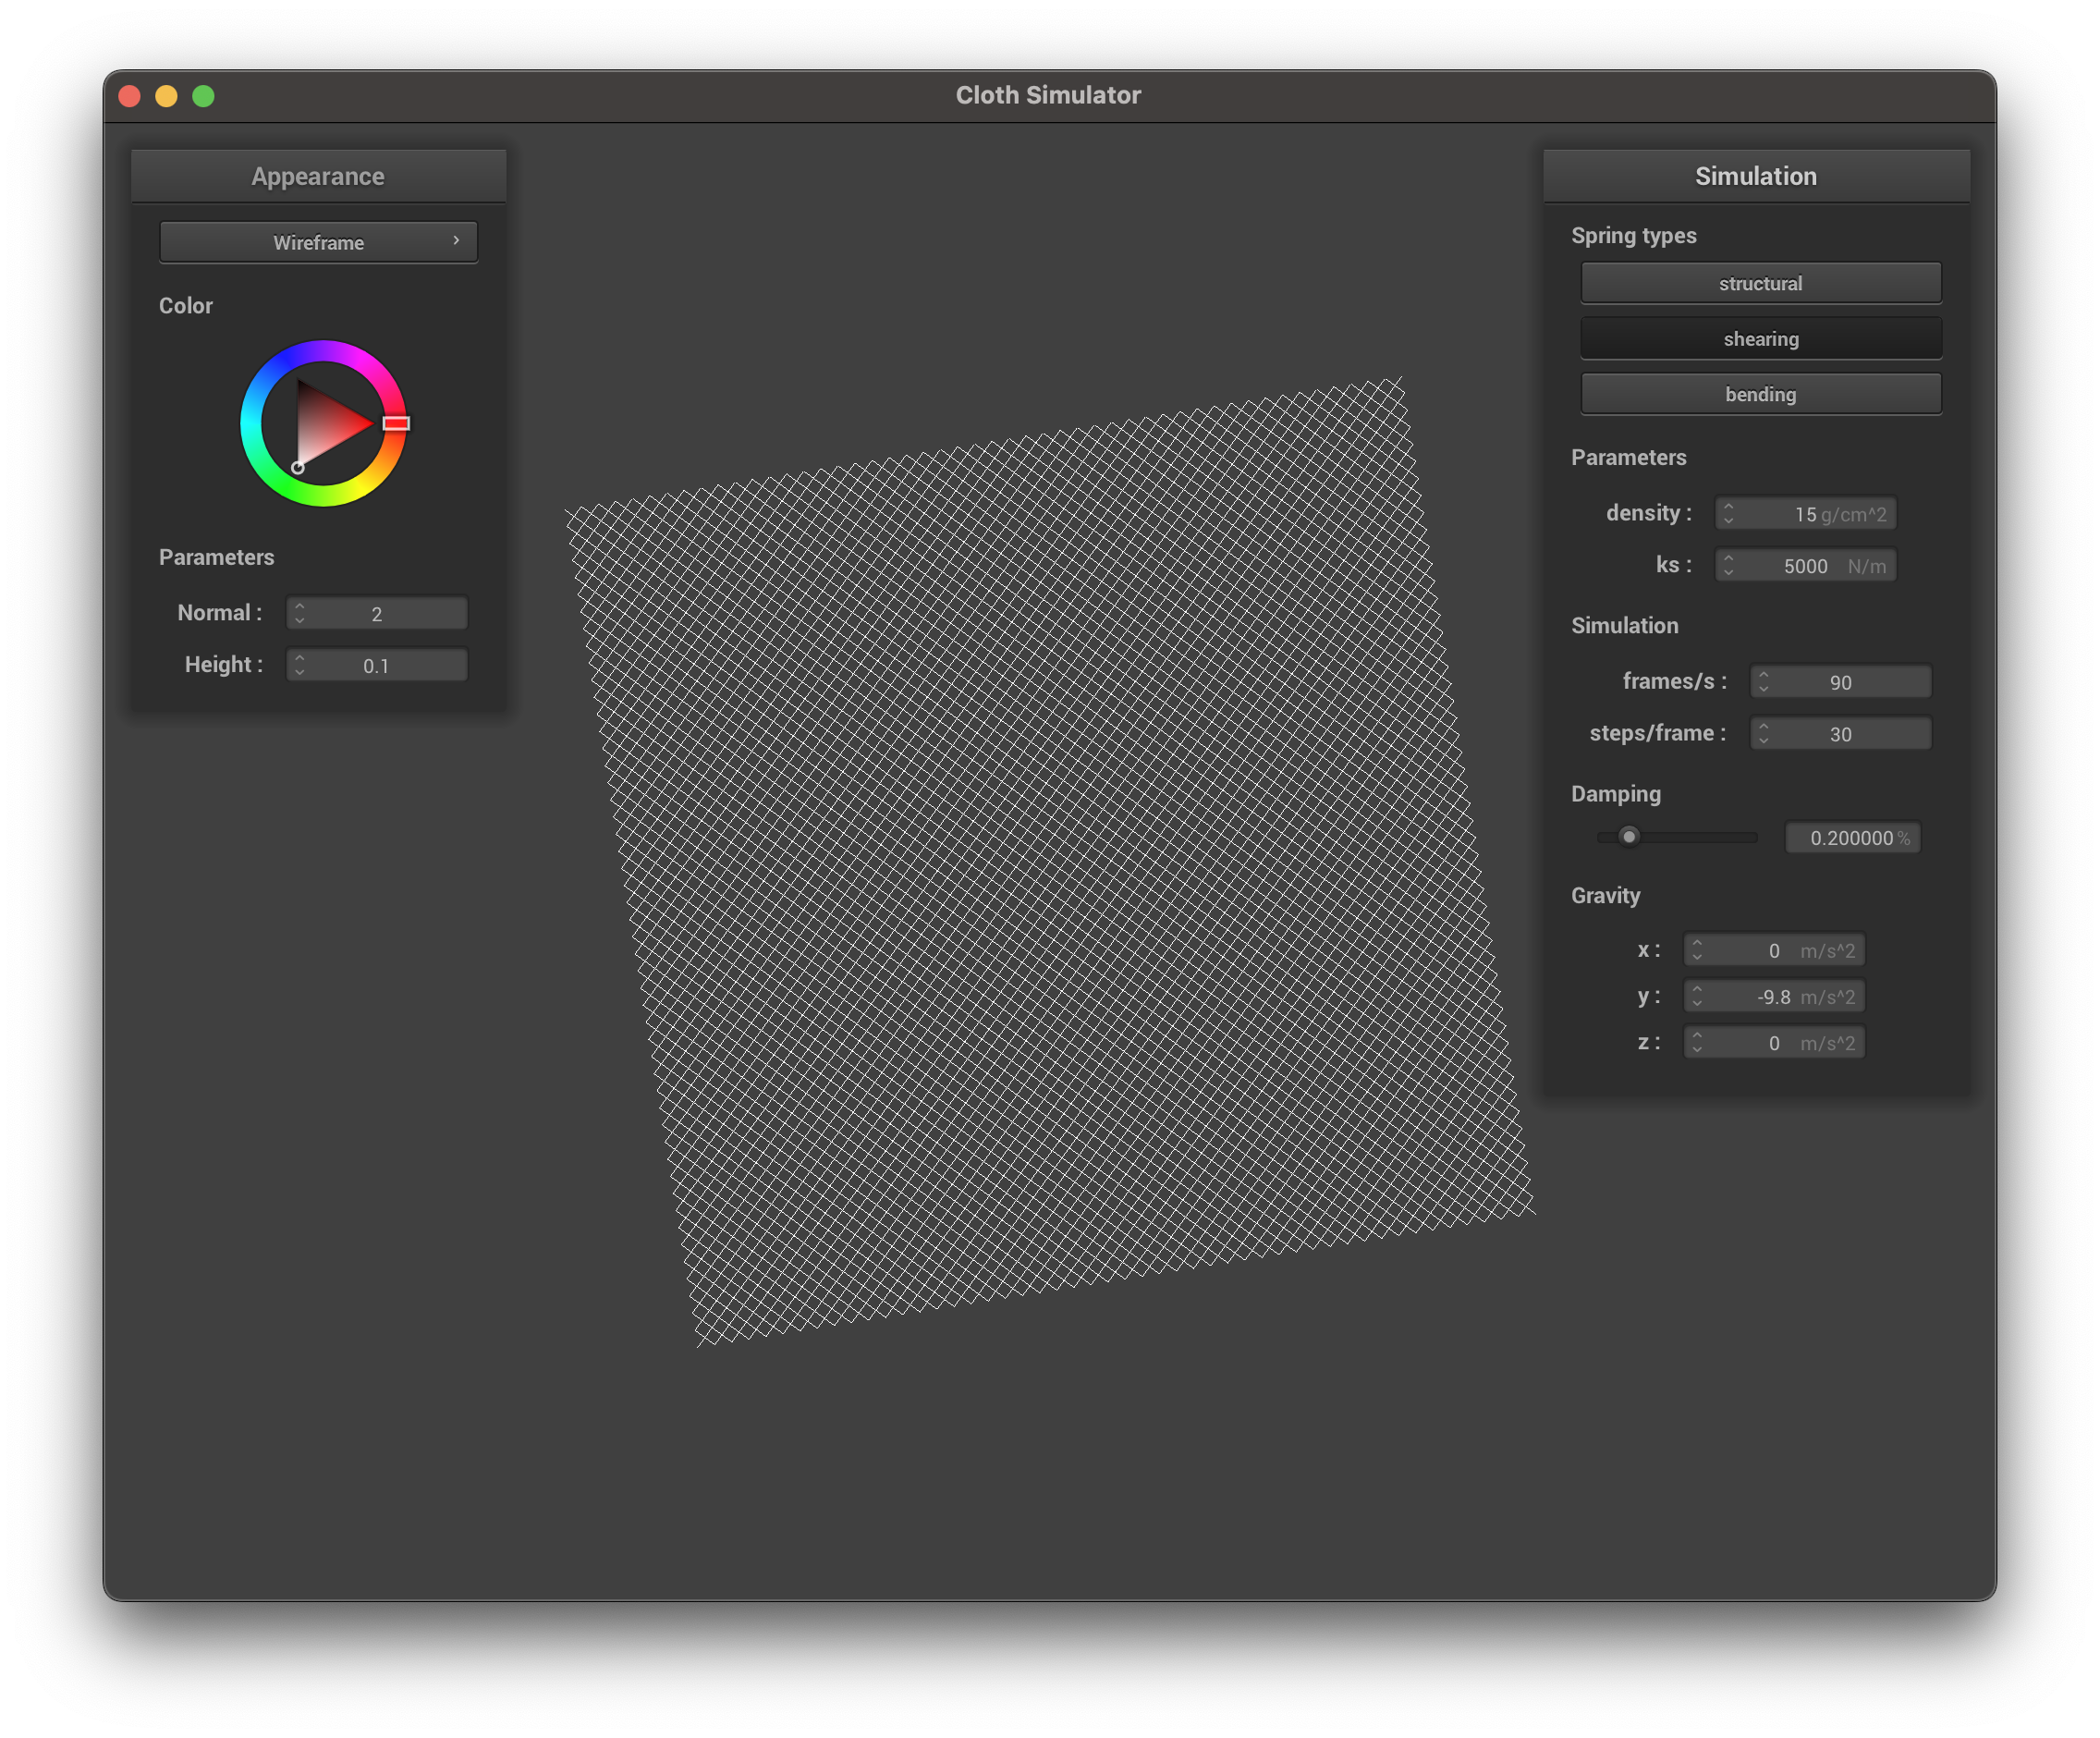 Cloth Simulator
Appearance
Wireframe
Color
Parameters
Normal : 2
Height : 0.1
Simulation
Spring types
structural
shearing
bending
Parameters
density : 15 g/cm^2
ks : 5000 N/m
Simulation
frames/s : 90
steps/frame : 30
Damping
0.200000 %
Gravity
x : 0 m/s^2
y : -9.8 m/s^2
z : 0 m/s^2